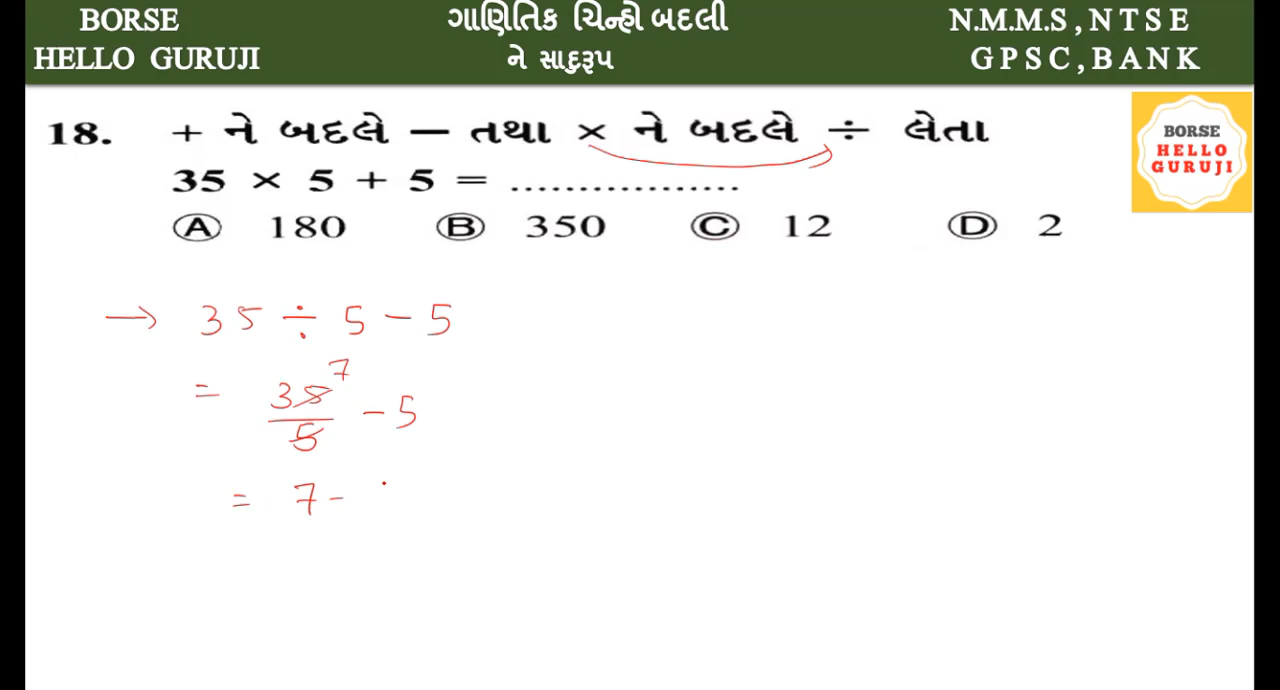 BORSE
HELLO GURUJI
ગાણિતિક ચિન્હો બદલી
ને સાદુરૂપ
N.M.M.S , N T S E
G P S C , B A N K
BORSE
HELLO
GURUJI
18. + ને બદલે — તથા × ને બદલે ÷ લેતા
35 × 5 + 5 = .................
Ⓐ 180 Ⓑ 350 Ⓒ 12 Ⓓ 2
→ 35 ÷ 5 - 5
7
= 35/5 - 5
= 7 -